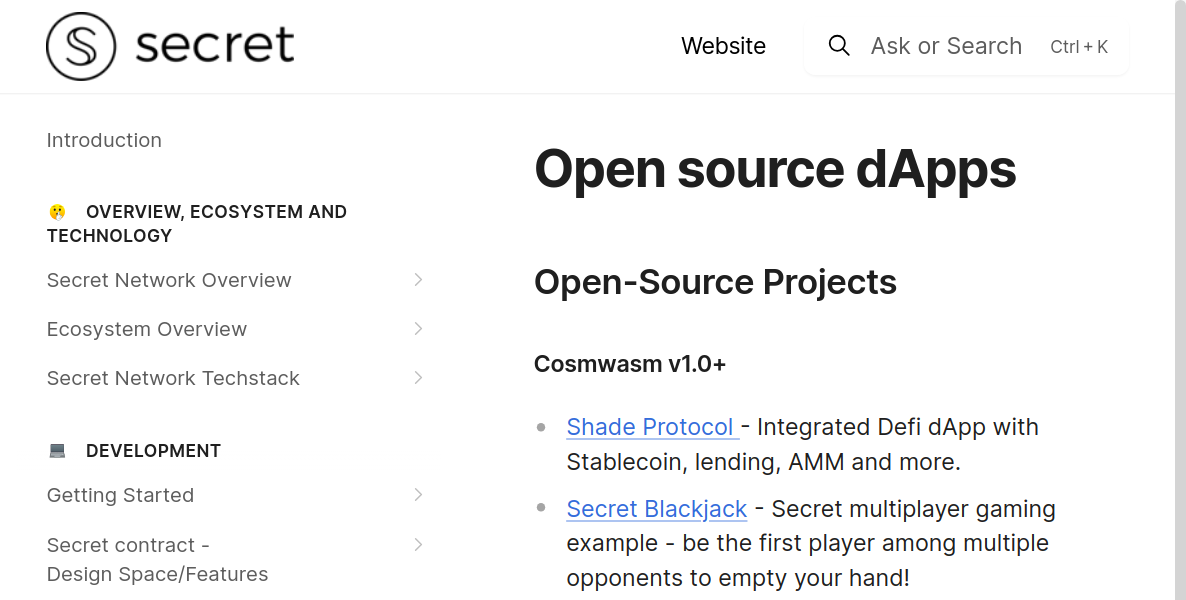 secret
Website
Ask or Search
Ctrl + K
Introduction
OVERVIEW, ECOSYSTEM AND
TECHNOLOGY
Secret Network Overview
Ecosystem Overview
Secret Network Techstack
DEVELOPMENT
Getting Started
Secret contract -
Design Space/Features
Open source dApps
Open-Source Projects
Cosmwasm v1.0+
Shade Protocol - Integrated Defi dApp with
Stablecoin, lending, AMM and more.
Secret Blackjack - Secret multiplayer gaming
example - be the first player among multiple
opponents to empty your hand!